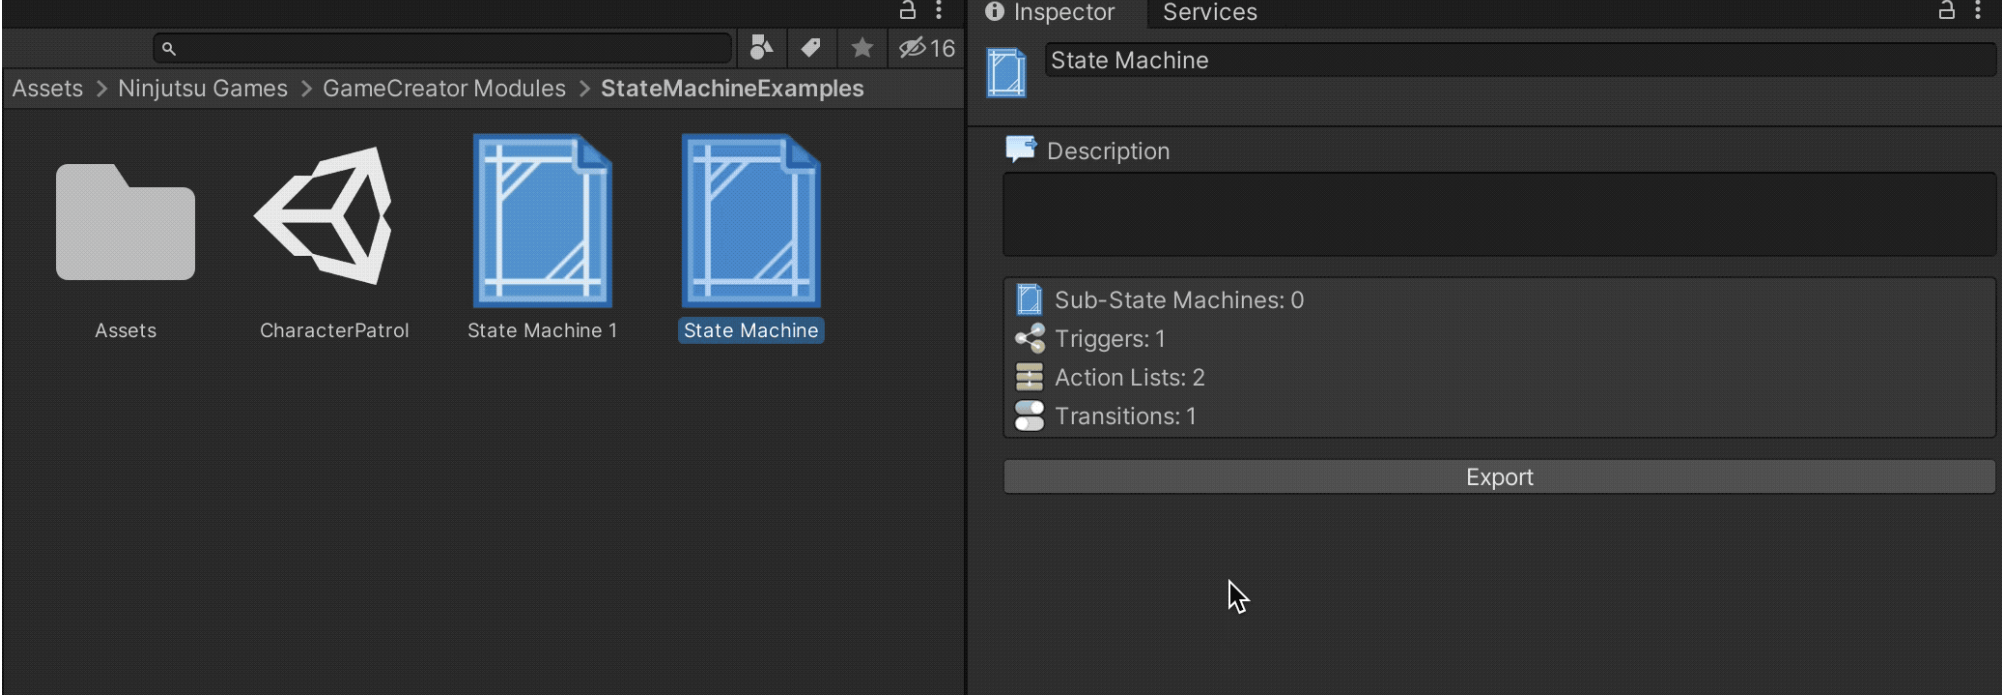 16
Assets > Ninjutsu Games > GameCreator Modules > StateMachineExamples
Assets
CharacterPatrol
State Machine 1
State Machine
Inspector
Services
State Machine
Description
Sub-State Machines: 0
Triggers: 1
Action Lists: 2
Transitions: 1
Export